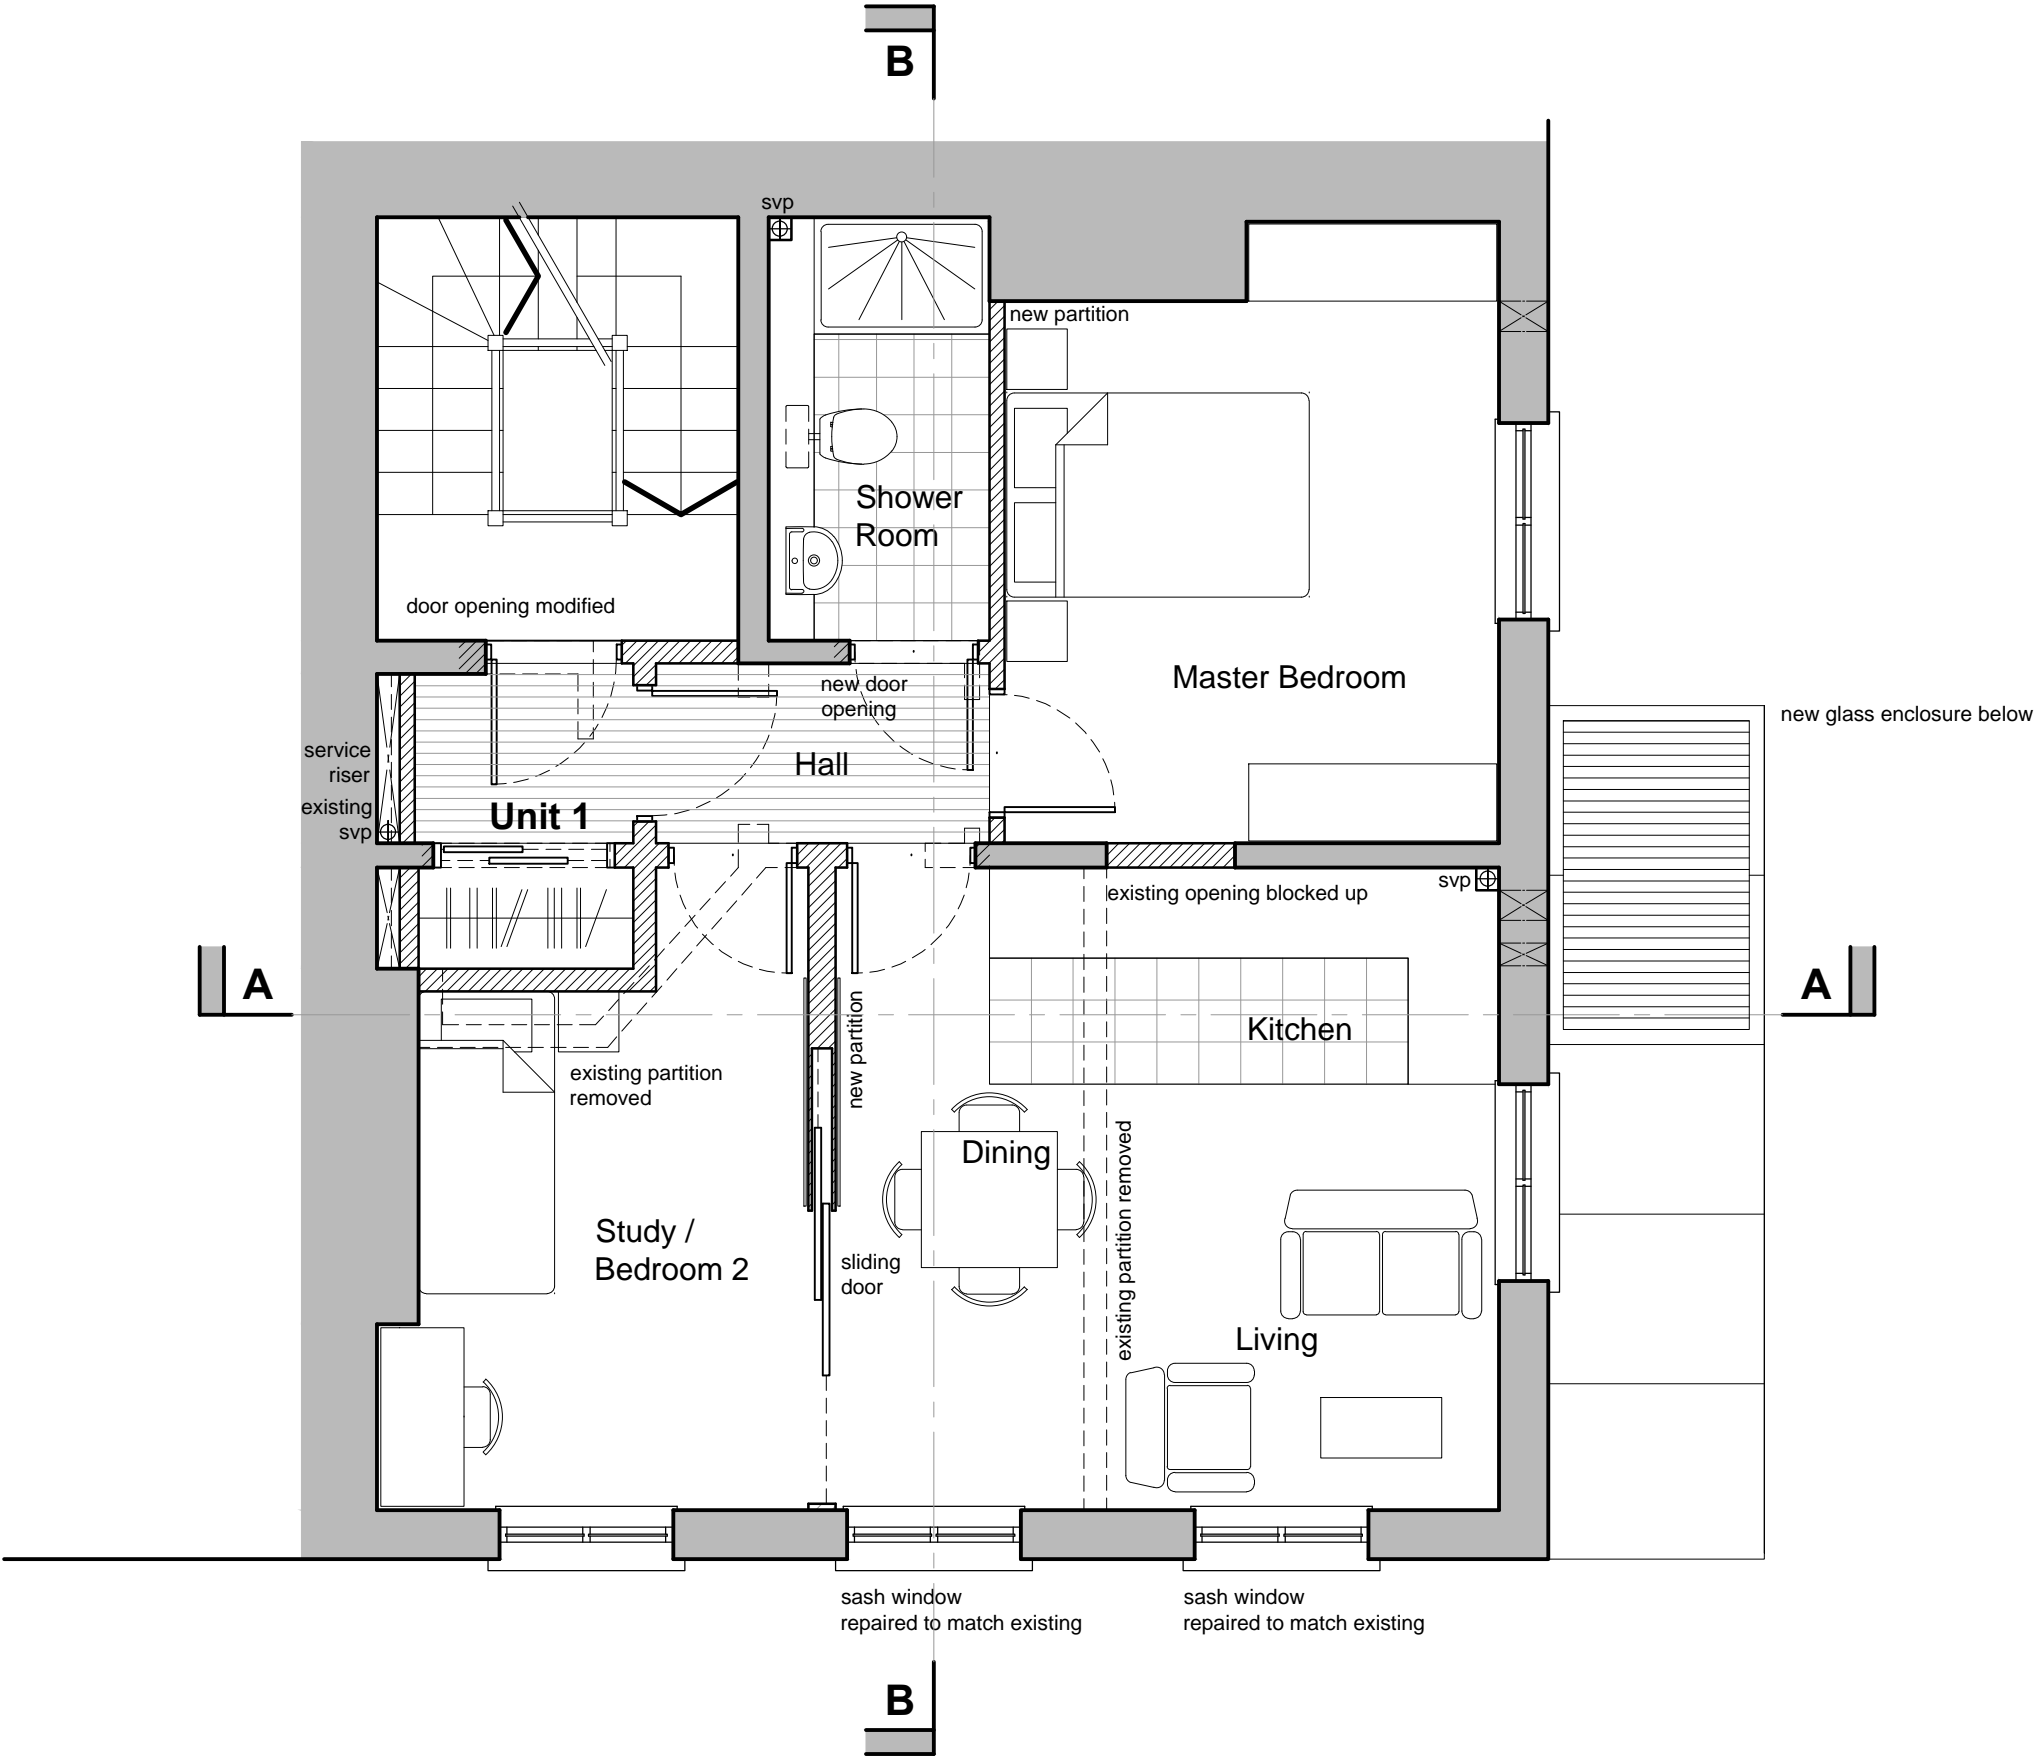 B
svp
new partition
Shower
Room
door opening modified
Master Bedroom
new door
opening
new glass enclosure below
service
riser
Hall
existing
svp
Unit 1
svp
existing opening blocked up
A
A
Kitchen
new partition
existing partition
removed
Dining
existing partition removed
Study /
Bedroom 2
sliding
door
Living
sash window
repaired to match existing
sash window
repaired to match existing
B